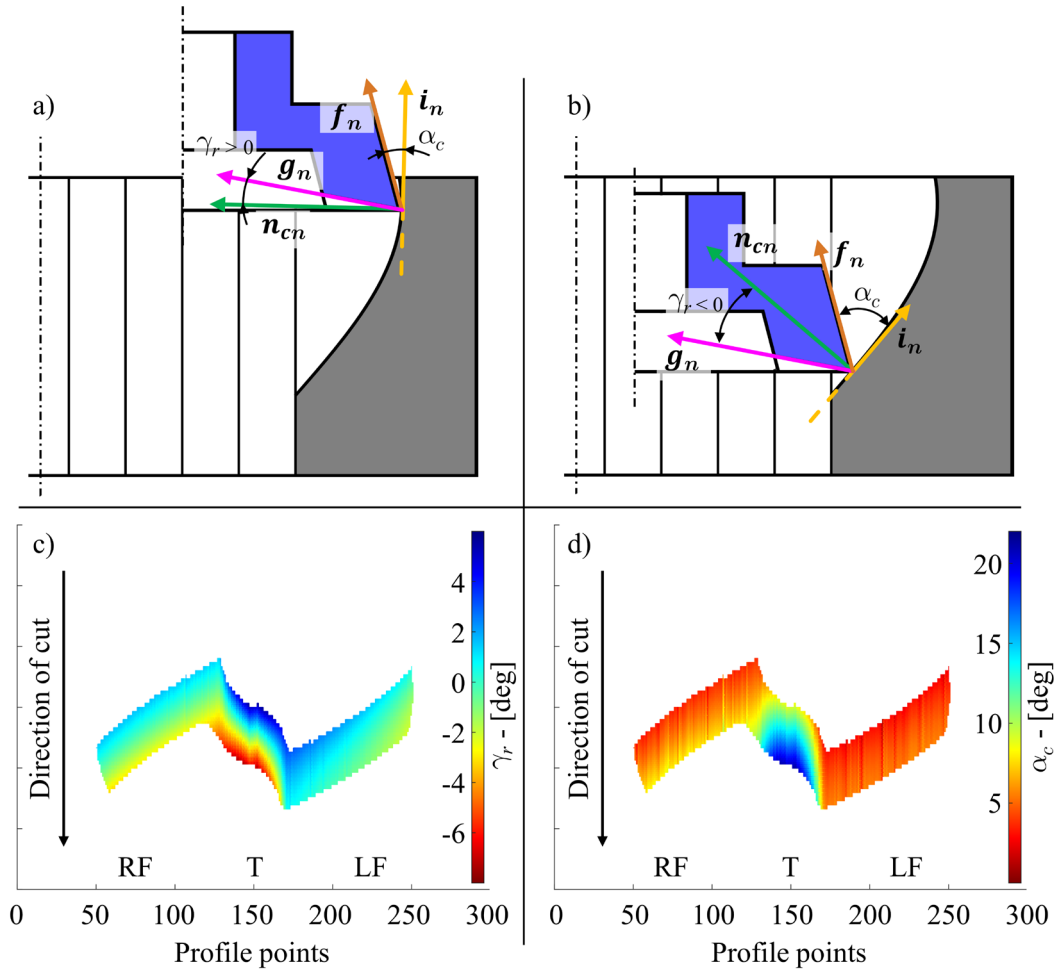 a)
i_n
f_n
α_c
γ_r > 0
g_n
n_cn
b)
n_cn
f_n
α_c
γ_r < 0
i_n
g_n
c)
Direction of cut
4
2
0
-2
-4
-6
γ_r - [deg]
RF T LF
0 50 100 150 200 250 300
Profile points
d)
Direction of cut
20
15
10
5
α_c - [deg]
RF T LF
0 50 100 150 200 250 300
Profile points